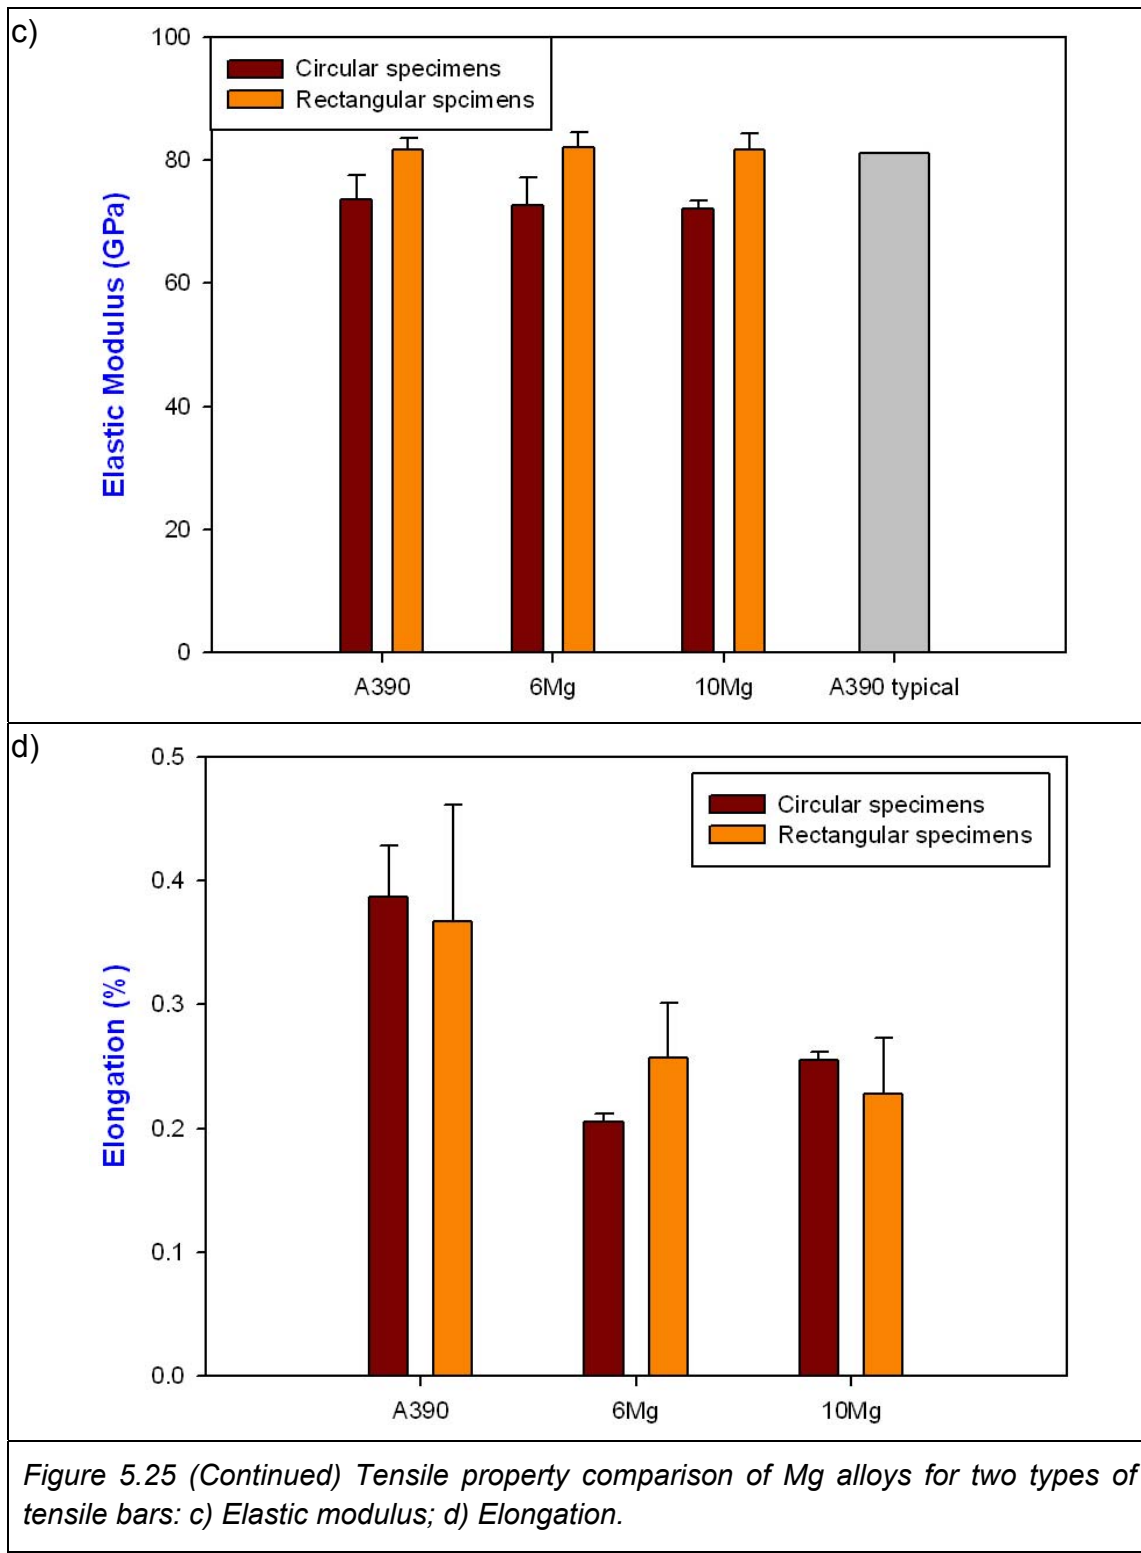 c)
100
80
60
40
20
0
Elastic Modulus (GPa)
Circular specimens
Rectangular spcimens
A390
6Mg
10Mg
A390 typical
d)
0.5
0.4
0.3
0.2
0.1
0.0
Elongation (%)
Circular specimens
Rectangular specimens
A390
6Mg
10Mg
Figure 5.25 (Continued) Tensile property comparison of Mg alloys for two types of
tensile bars: c) Elastic modulus; d) Elongation.